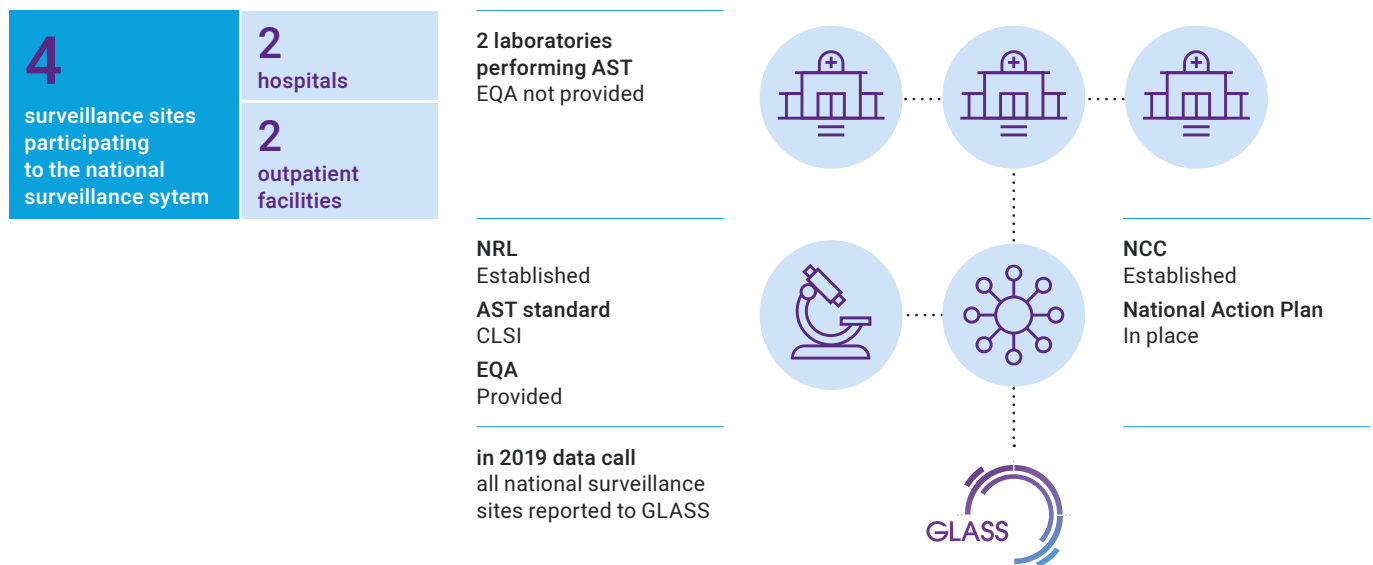 4
surveillance sites
participating
to the national
surveillance sytem
2
hospitals
2
outpatient
facilities
2 laboratories
performing AST
EQA not provided
NRL
Established
AST standard
CLSI
EQA
Provided
NCC
Established
National Action Plan
In place
in 2019 data call
all national surveillance
sites reported to GLASS
GLASS